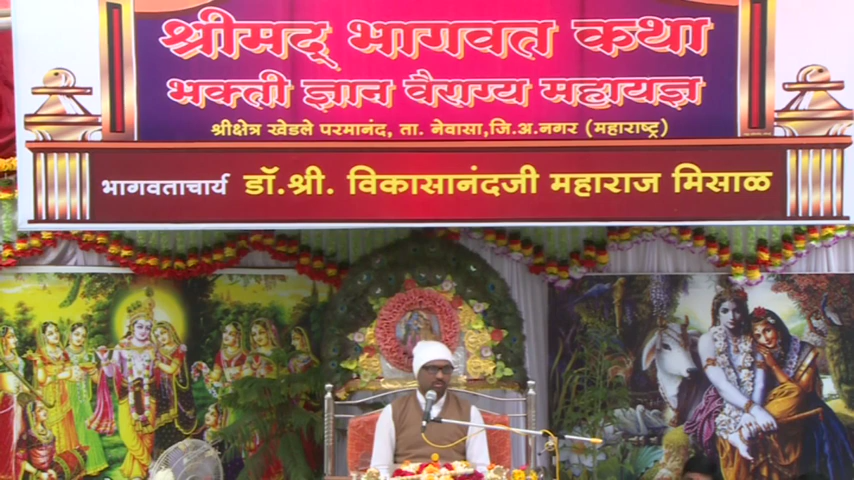 श्रीमद् भागवत कथा
भक्ती ज्ञान वैराग्य महायज्ञ
श्रीक्षेत्र खेडले परमानंद, ता. नेवासा,जि.अ.नगर (महाराष्ट्र)
भागवताचार्य डॉ.श्री. विकासानंदजी महाराज मिसाळ